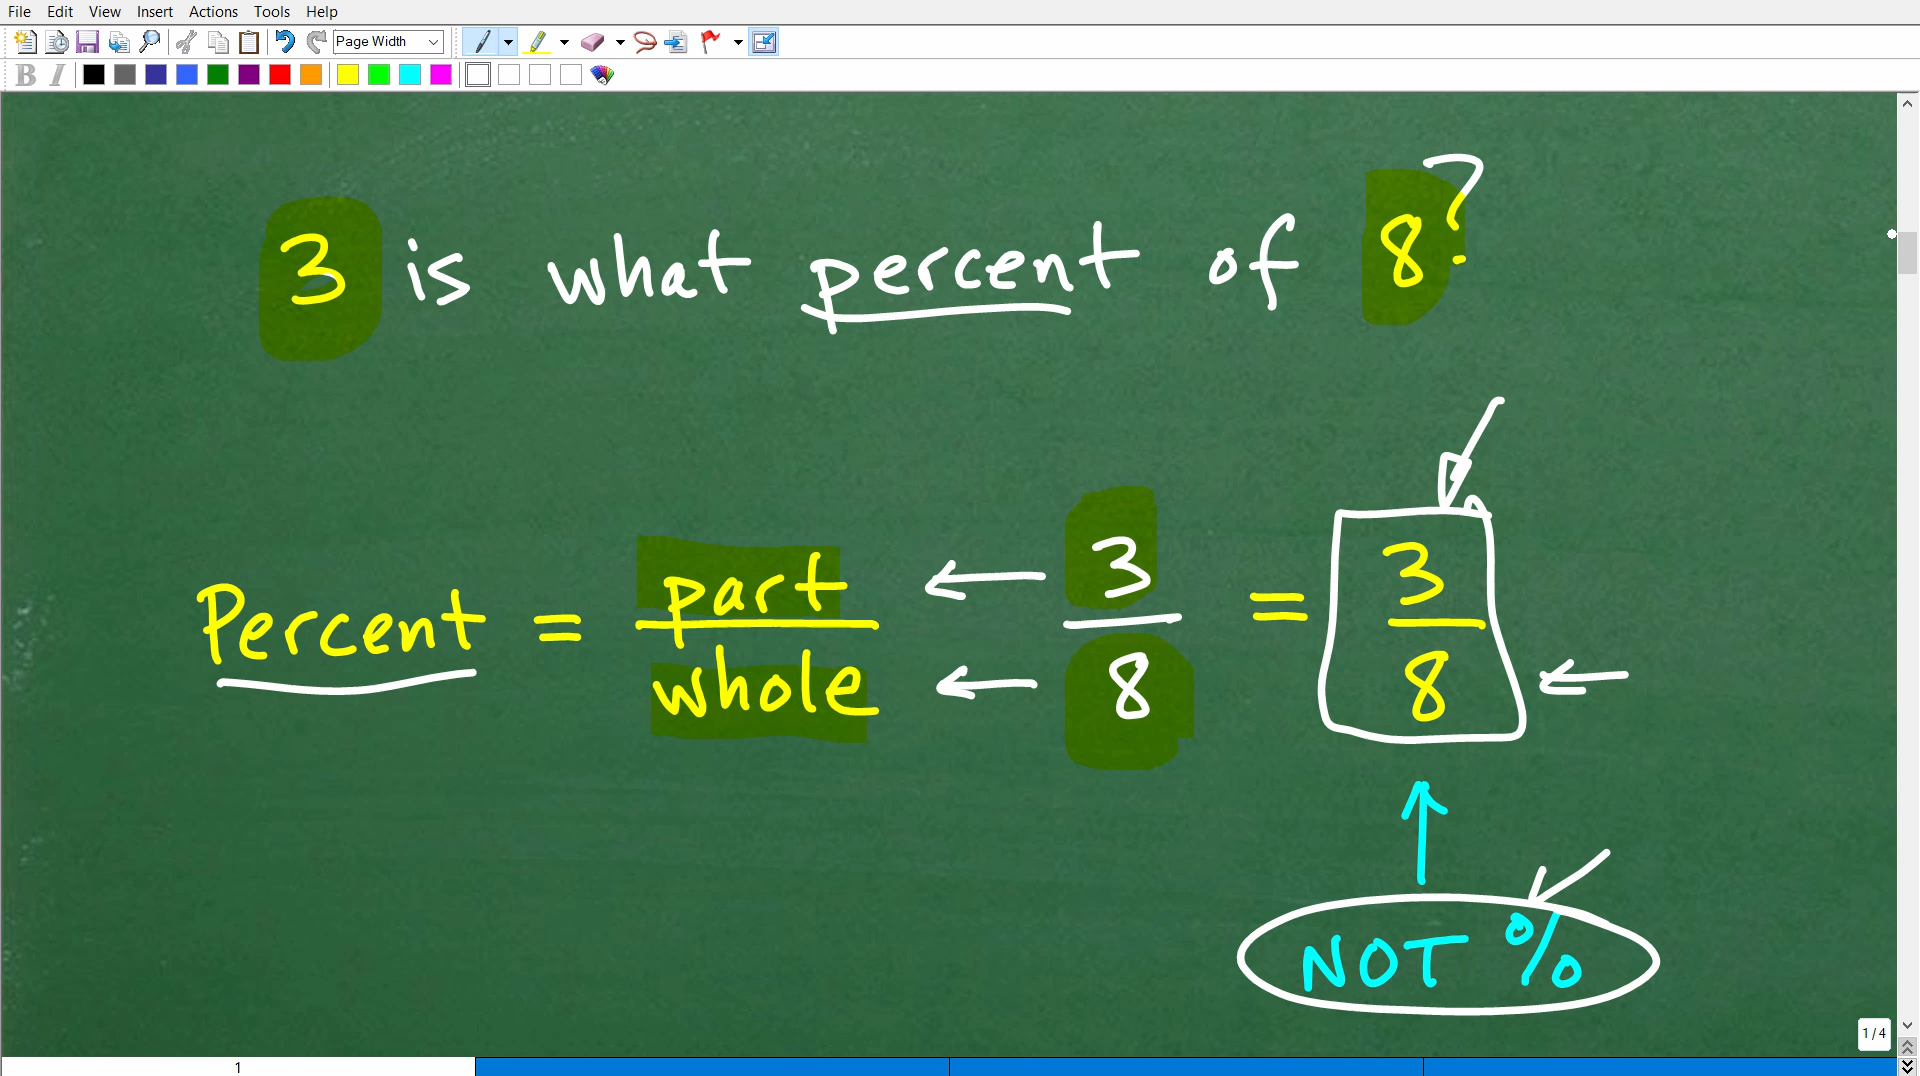 File Edit View Insert Actions Tools Help
Page Width
B I
3 is what percent of 8?
Percent = part/whole ← 3/8 = 3/8
NOT %
1 / 4
1